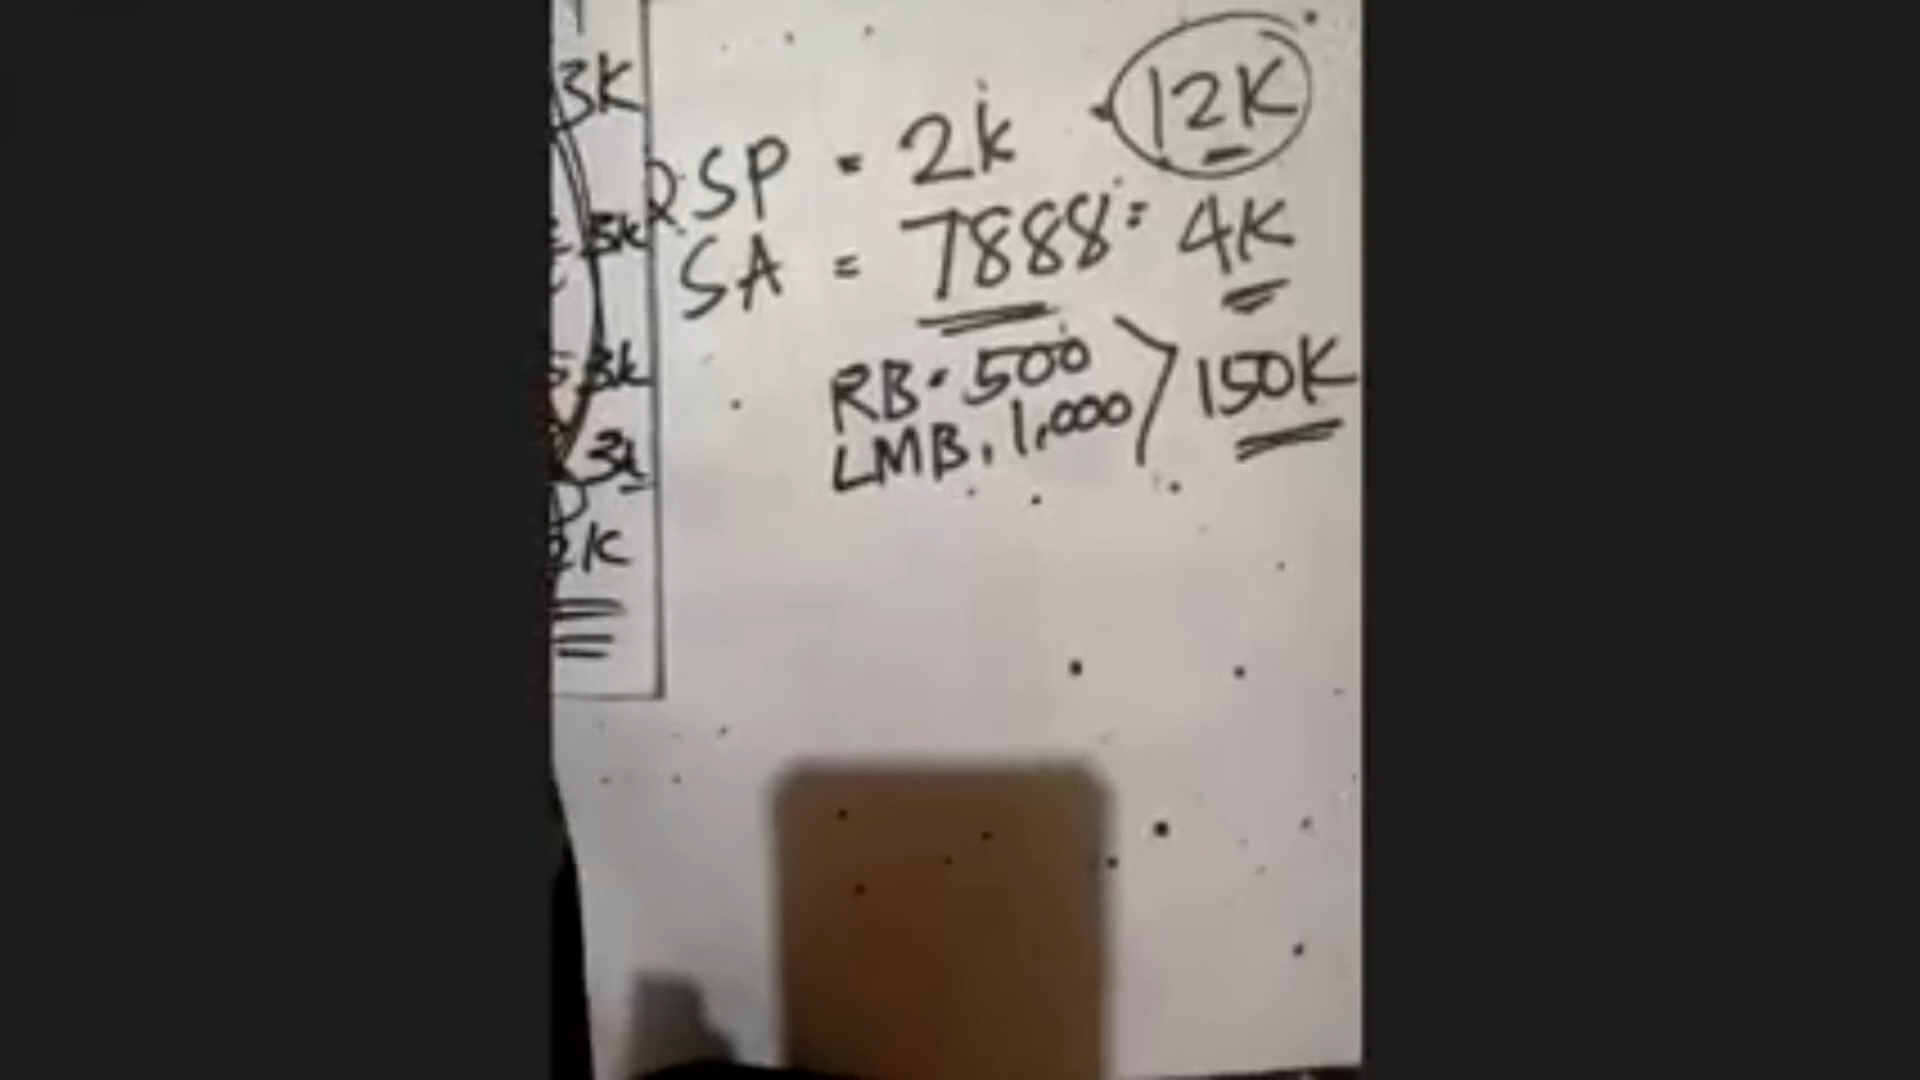 3K
12K
SP = 2k
3k
SA = 7888 = 4K
3k
RB. 500
150K
LMB. 1,000
3k
2K